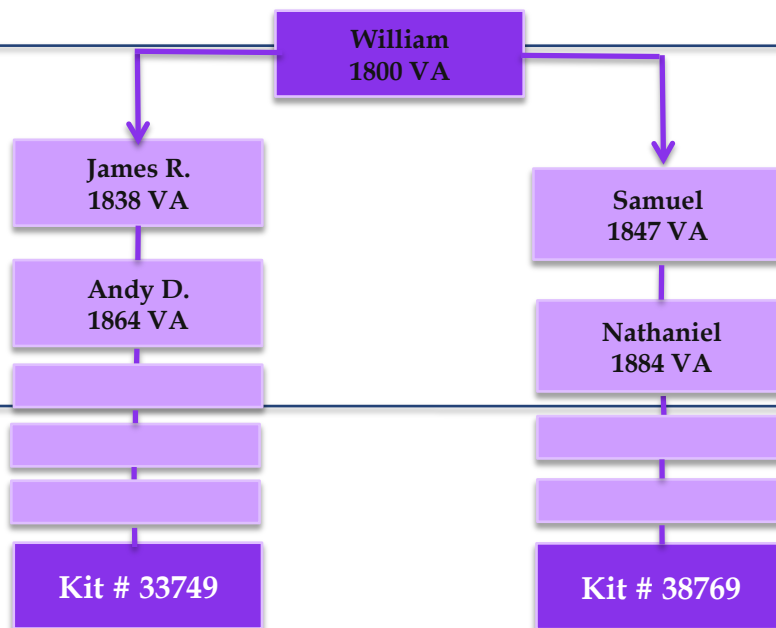 William
1800 VA
James R.
1838 VA
Samuel
1847 VA
Andy D.
1864 VA
Nathaniel
1884 VA
Kit # 33749
Kit # 38769